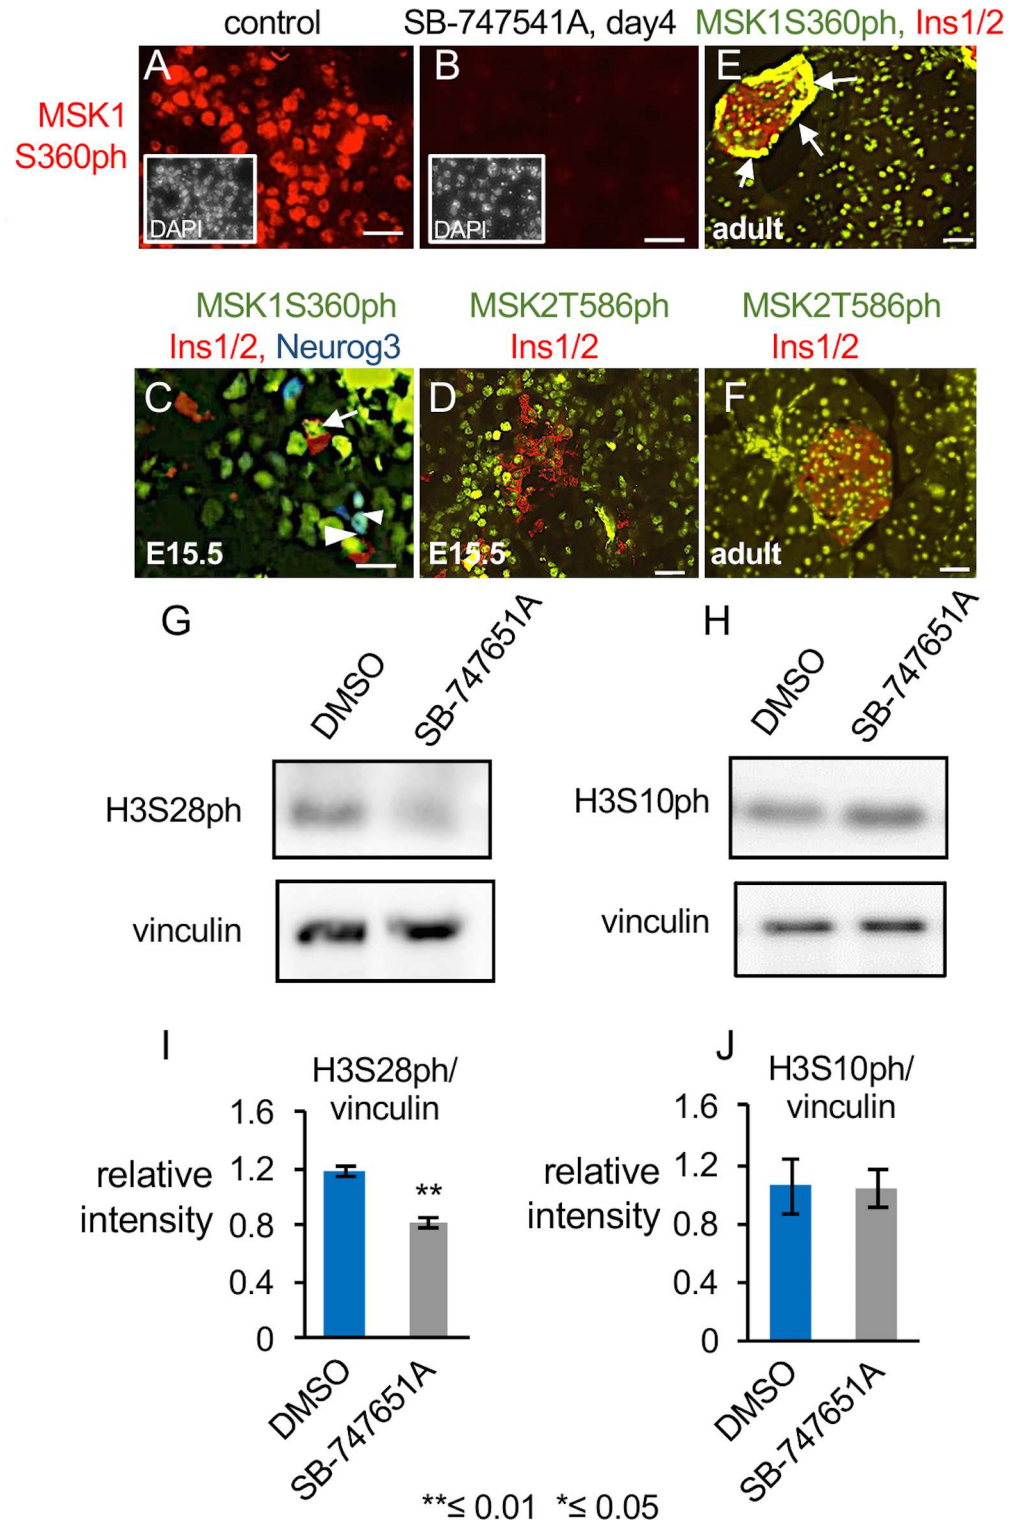 control
SB-747541A, day4
MSK1S360ph, Ins1/2
MSK1
S360ph
A
DAPI
B
DAPI
E
adult
MSK1S360ph
Ins1/2, Neurog3
MSK2T586ph
Ins1/2
MSK2T586ph
Ins1/2
C
E15.5
D
E15.5
F
adult
G
DMSO
SB-747651A
H3S28ph
vinculin
H
DMSO
SB-747651A
H3S10ph
vinculin
I
H3S28ph/
vinculin
relative
intensity
1.6
1.2
0.8
0.4
0
**
DMSO
SB-747651A
J
H3S10ph/
vinculin
relative
intensity
1.6
1.2
0.8
0.4
0
DMSO
SB-747651A
**≤ 0.01 *≤ 0.05